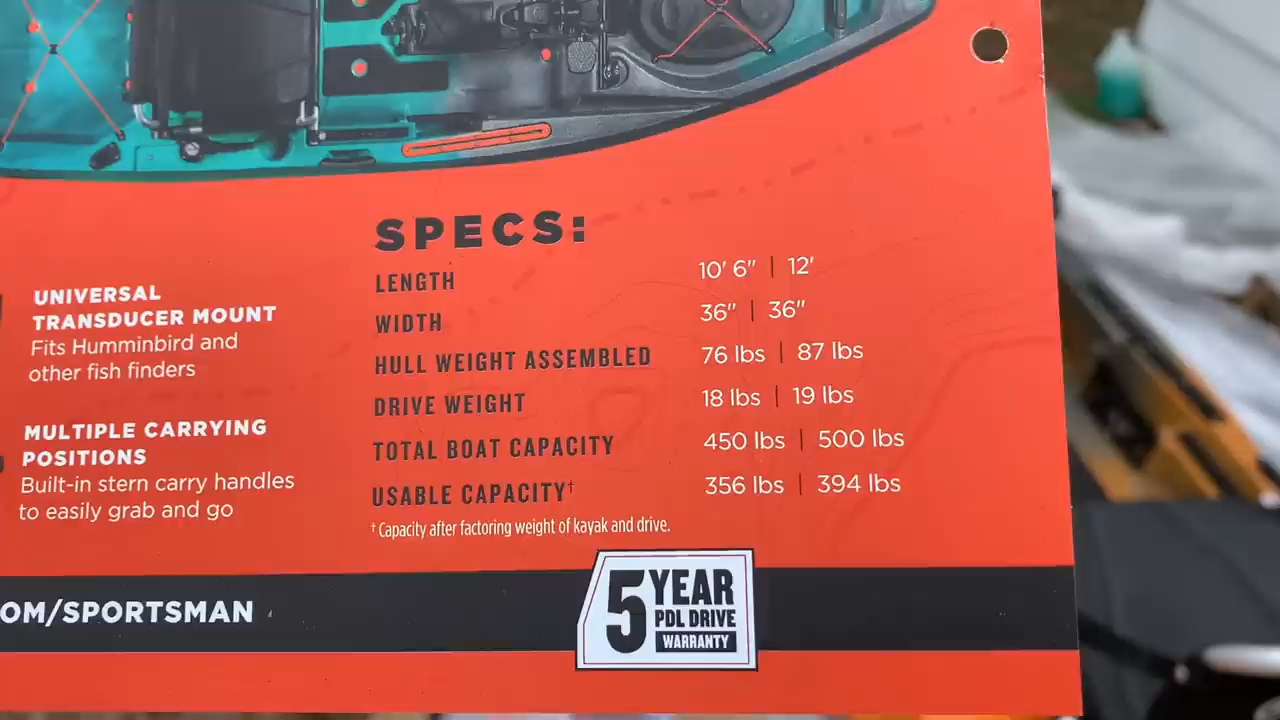 UNIVERSAL
TRANSDUCER MOUNT
Fits Humminbird and
other fish finders
MULTIPLE CARRYING
POSITIONS
Built-in stern carry handles
to easily grab and go
SPECS:
LENGTH 10' 6" | 12'
WIDTH 36" | 36"
HULL WEIGHT ASSEMBLED 76 lbs | 87 lbs
DRIVE WEIGHT 18 lbs | 19 lbs
TOTAL BOAT CAPACITY 450 lbs | 500 lbs
USABLE CAPACITY† 356 lbs | 394 lbs
† Capacity after factoring weight of kayak and drive.
OM/SPORTSMAN
5 YEAR
PDL DRIVE
WARRANTY